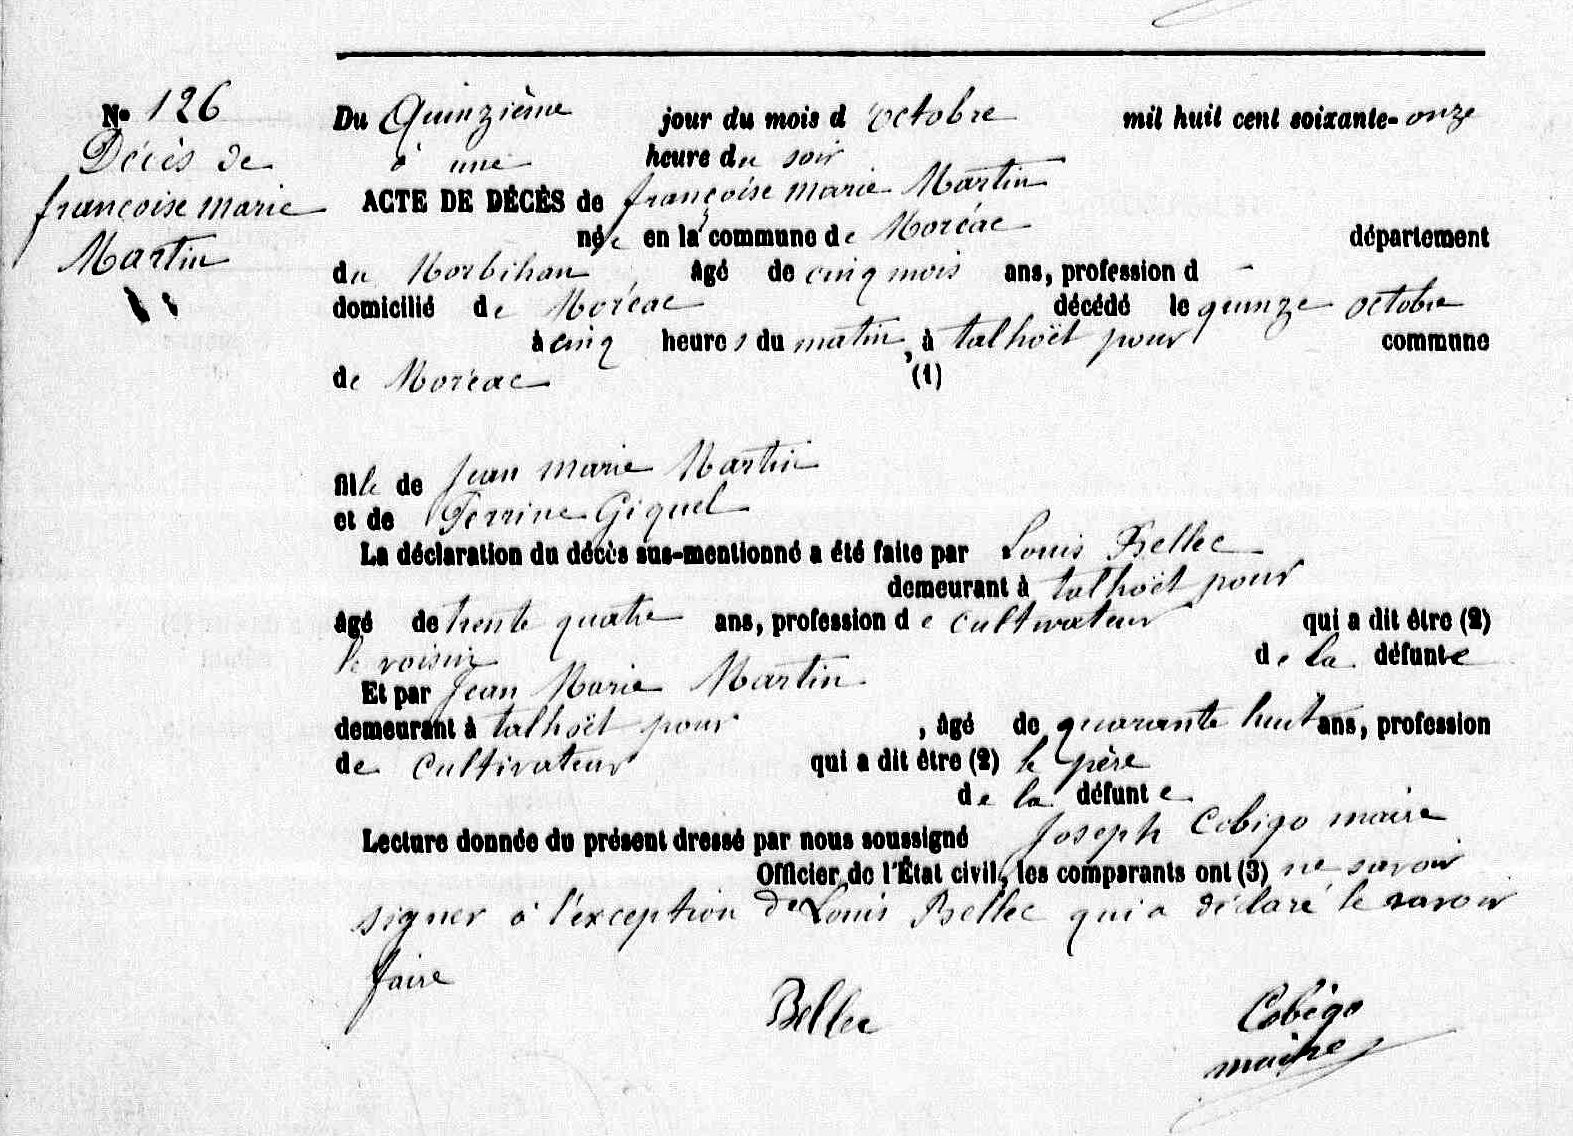 No 126
Décès de
françoise marie
Martin
Du Quinzième jour du mois d'octobre mil huit cent soixante-onze
à une heure du soir
ACTE DE DÉCÈS de françoise marie Martin
née en la commune de Moréac département
du Morbihan âgé de cinq mois ans, profession d -
domicilié de Moréac décédé le quinze octobre
à cinq heures du matin, à talhoët pour commune
de Moréac (1)
fille de Jean marie Martin
et de Perrine Giquel
La déclaration du décès sus-mentionné a été faite par Louis Bellec
demeurant à talhoët pour
âgé de trente quatre ans, profession de cultivateur qui a dit être (2)
le voisin de la défunte
Et par Jean Marie Martin
demeurant à talhoët pour, âgé de quarante huit ans, profession
de cultivateur qui a dit être (2) le père
de la défunte
Lecture donnée du présent dressé par nous soussigné Joseph Cobigo maire
Officier de l'État civil, les comparants ont (3) ne savoir
signer à l'exception de Louis Bellec qui a déclaré le savoir
faire
Bellec Cobigo
maire